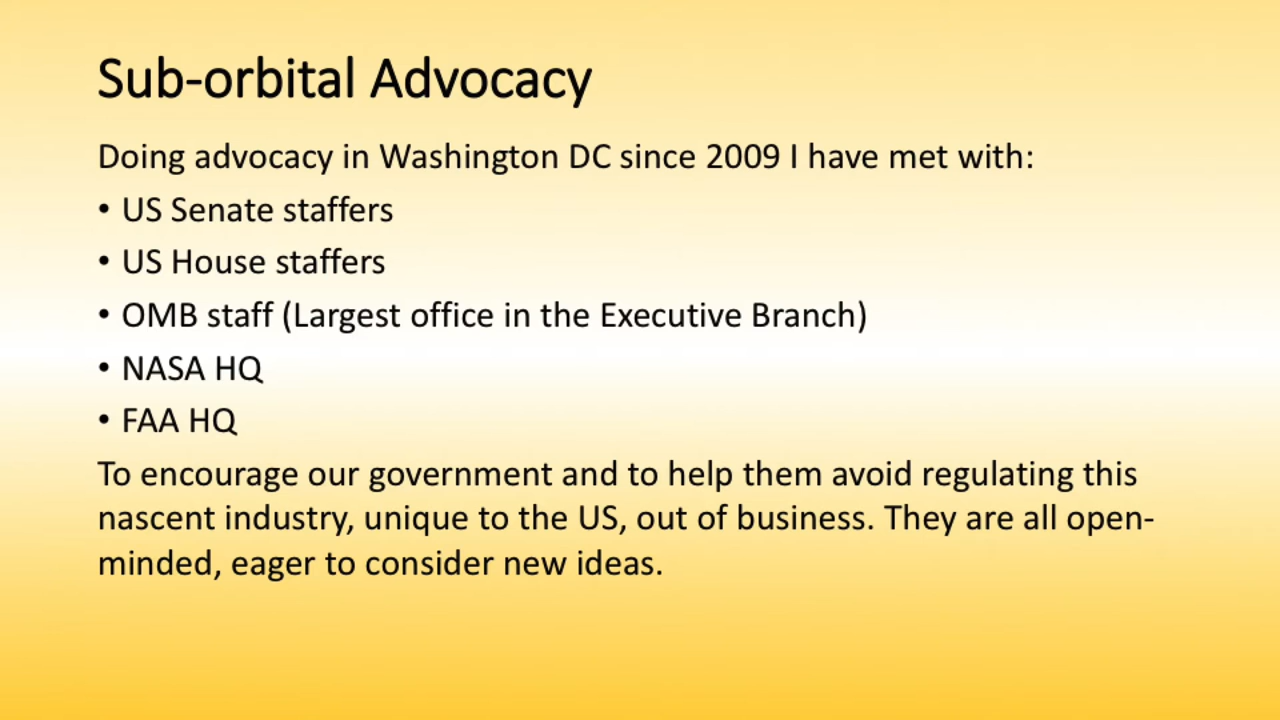 Sub-orbital Advocacy
Doing advocacy in Washington DC since 2009 I have met with:
• US Senate staffers
• US House staffers
• OMB staff (Largest office in the Executive Branch)
• NASA HQ
• FAA HQ
To encourage our government and to help them avoid regulating this
nascent industry, unique to the US, out of business. They are all open-
minded, eager to consider new ideas.